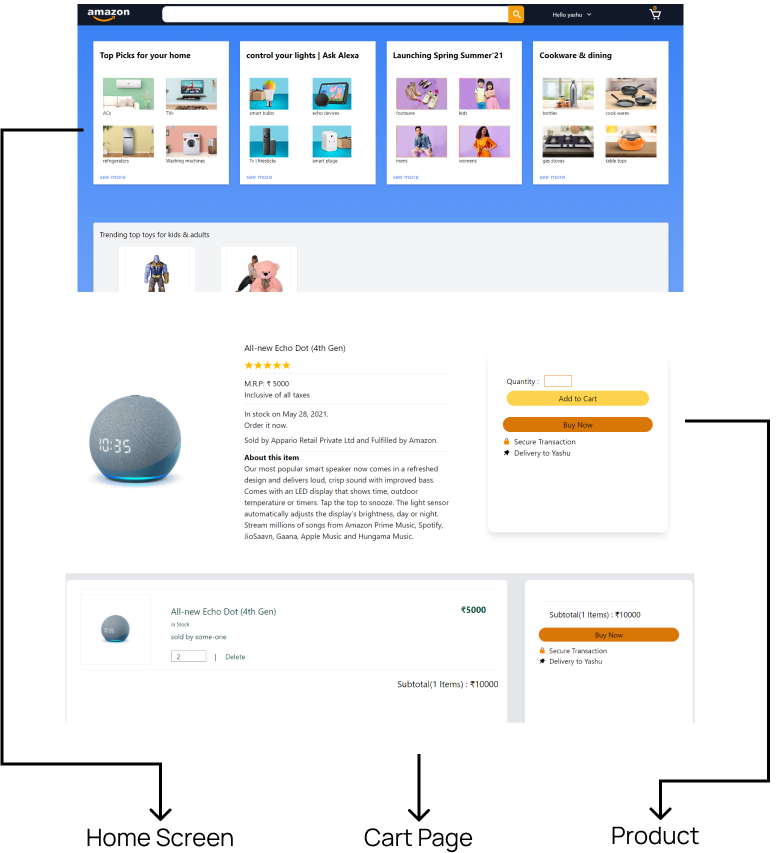 amazon
Hello yashu
0
Top Picks for your home
ACs
TVs
refrigerators
Washing machines
see more
control your lights | Ask Alexa
smart bulbs
echo devices
Tv | firesticks
smart plugs
see more
Launching Spring Summer'21
footware
kids
mens
womens
see more
Cookware & dining
bottles
cook wares
gas stoves
table tops
see more
Trending top toys for kids & adults
10:35
All-new Echo Dot (4th Gen)
M.R.P: ₹ 5000
Inclusive of all taxes
In stock on May 28, 2021.
Order it now.
Sold by Appario Retail Private Ltd and Fulfilled by Amazon.
About this item
Our most popular smart speaker now comes in a refreshed
design and delivers loud, crisp sound with improved bass.
Comes with an LED display that shows time, outdoor
temperature or timers. Tap the top to snooze. The light sensor
automatically adjusts the display's brightness, day or night.
Stream millions of songs from Amazon Prime Music, Spotify,
JioSaavn, Gaana, Apple Music and Hungama Music.
Quantity :
Add to Cart
Buy Now
Secure Transaction
Delivery to Yashu
All-new Echo Dot (4th Gen)
₹5000
In Stock
sold by some-one
2 | Delete
Subtotal(1 Items) : ₹10000
Subtotal(1 Items) : ₹10000
Buy Now
Secure Transaction
Delivery to Yashu
Home Screen
Cart Page
Product